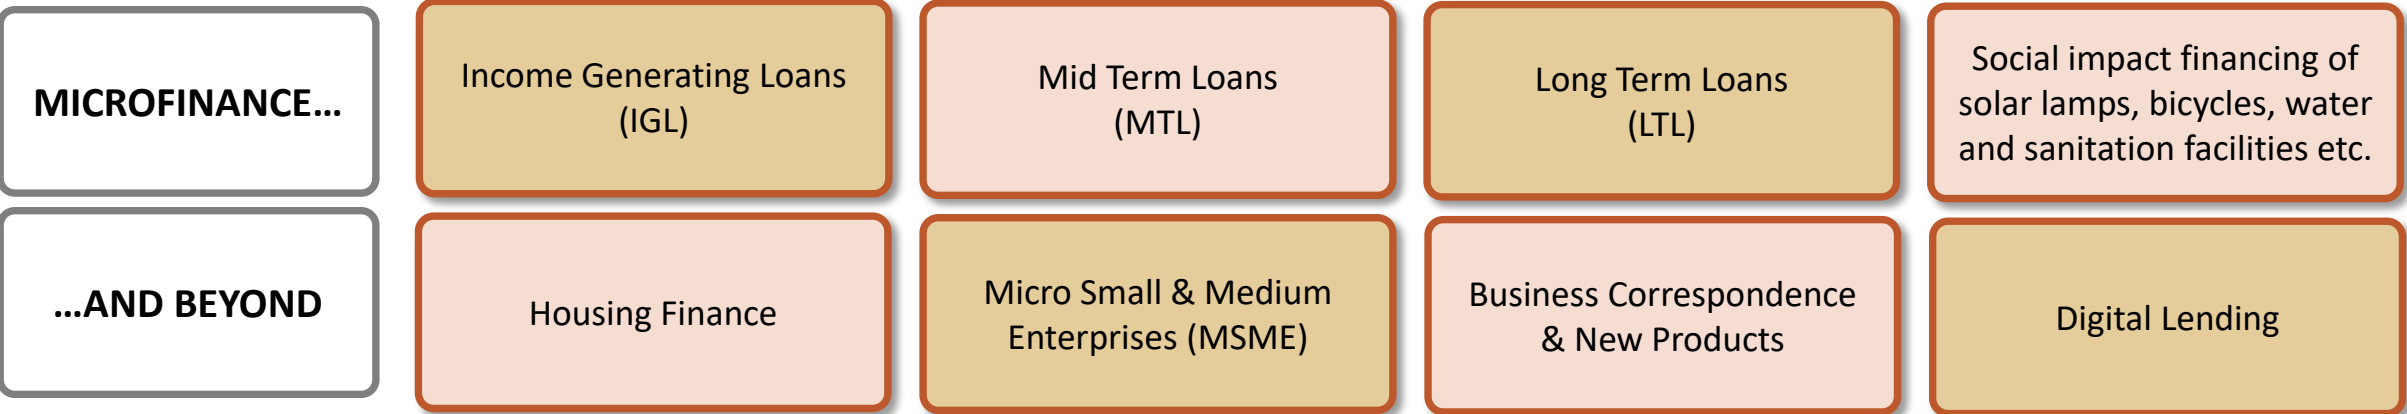 MICROFINANCE…
Income Generating Loans
(IGL)
Mid Term Loans
(MTL)
Long Term Loans
(LTL)
Social impact financing of
solar lamps, bicycles, water
and sanitation facilities etc.
…AND BEYOND
Housing Finance
Micro Small & Medium
Enterprises (MSME)
Business Correspondence
& New Products
Digital Lending